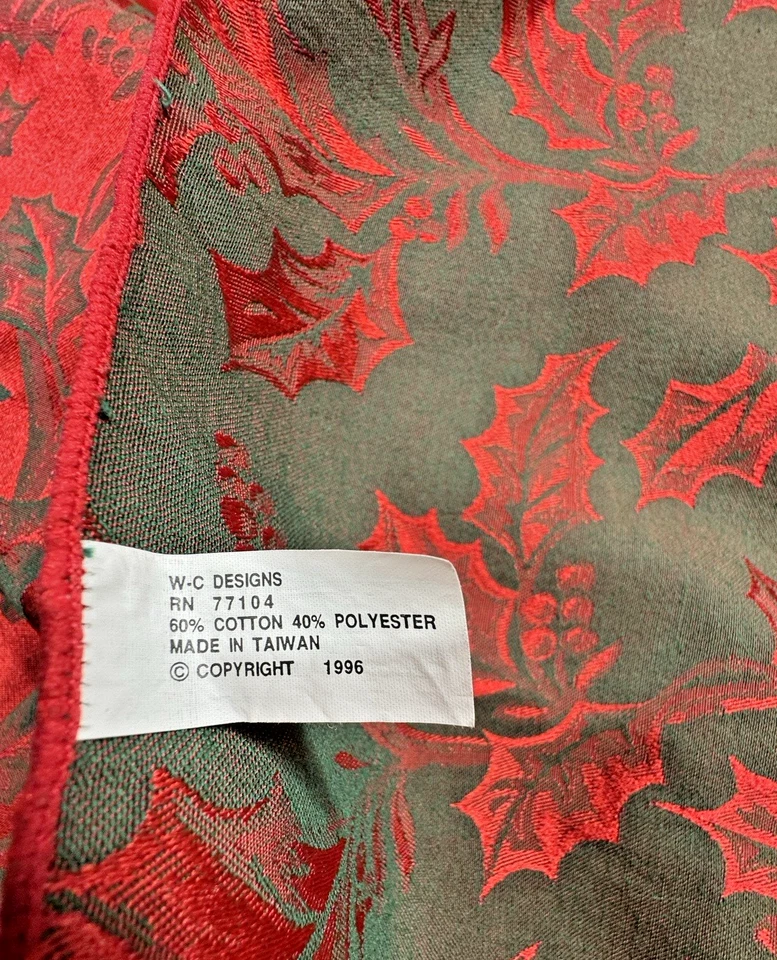 W-C DESIGNS
RN 77104
60% COTTON 40% POLYESTER
MADE IN TAIWAN
© COPYRIGHT 1996